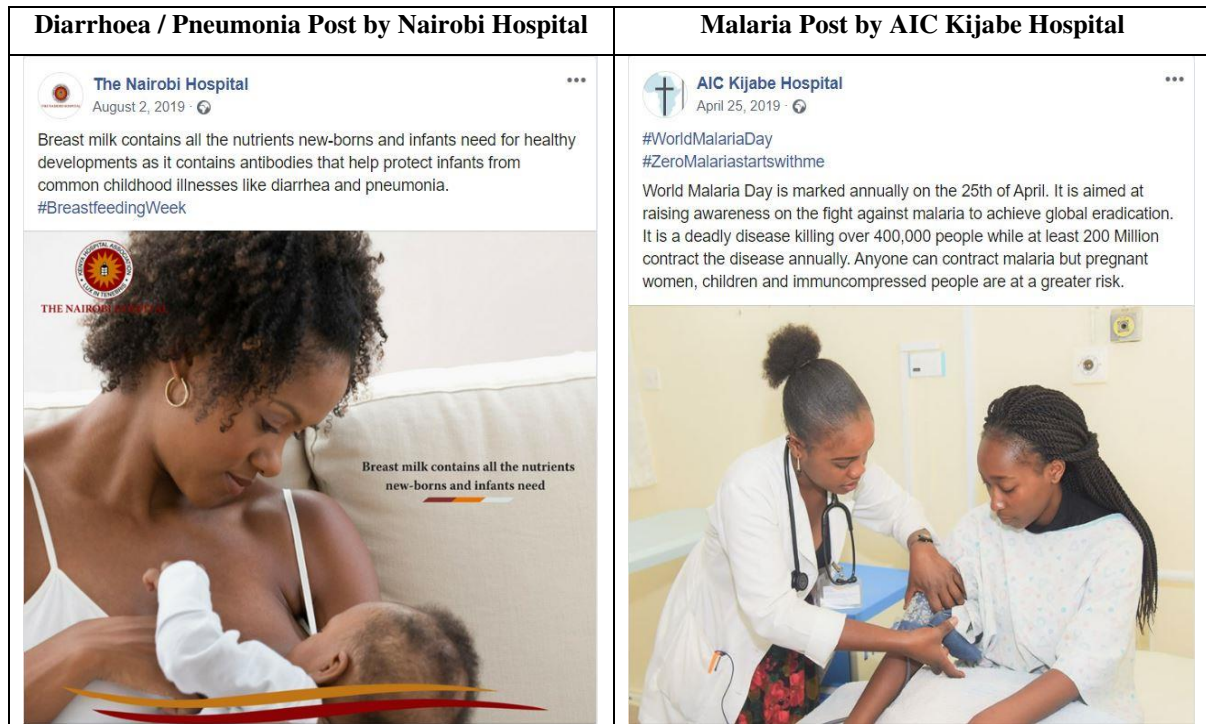 Diarrhoea / Pneumonia Post by Nairobi Hospital
The Nairobi Hospital
August 2, 2019 ·
Breast milk contains all the nutrients new-borns and infants need for healthy
developments as it contains antibodies that help protect infants from
common childhood illnesses like diarrhea and pneumonia.
#BreastfeedingWeek
KENYA HOSPITAL ASSOCIATION
THE NAIROBI HOSPITAL
Breast milk contains all the nutrients
new-borns and infants need
Malaria Post by AIC Kijabe Hospital
AIC Kijabe Hospital
April 25, 2019 ·
#WorldMalariaDay
#ZeroMalariastartswithme
World Malaria Day is marked annually on the 25th of April. It is aimed at
raising awareness on the fight against malaria to achieve global eradication.
It is a deadly disease killing over 400,000 people while at least 200 Million
contract the disease annually. Anyone can contract malaria but pregnant
women, children and immuncompressed people are at a greater risk.